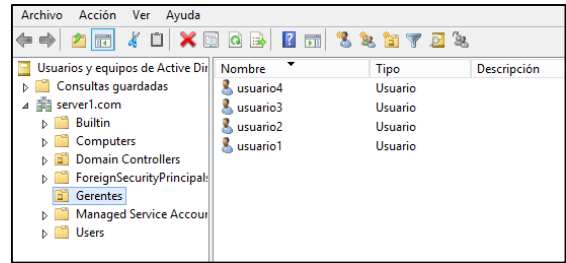 Archivo Acción Ver Ayuda
Usuarios y equipos de Active Dir
Consultas guardadas
server1.com
Builtin
Computers
Domain Controllers
ForeignSecurityPrincipals
Gerentes
Managed Service Accour
Users
Nombre Tipo Descripción
usuario4 Usuario
usuario3 Usuario
usuario2 Usuario
usuario1 Usuario